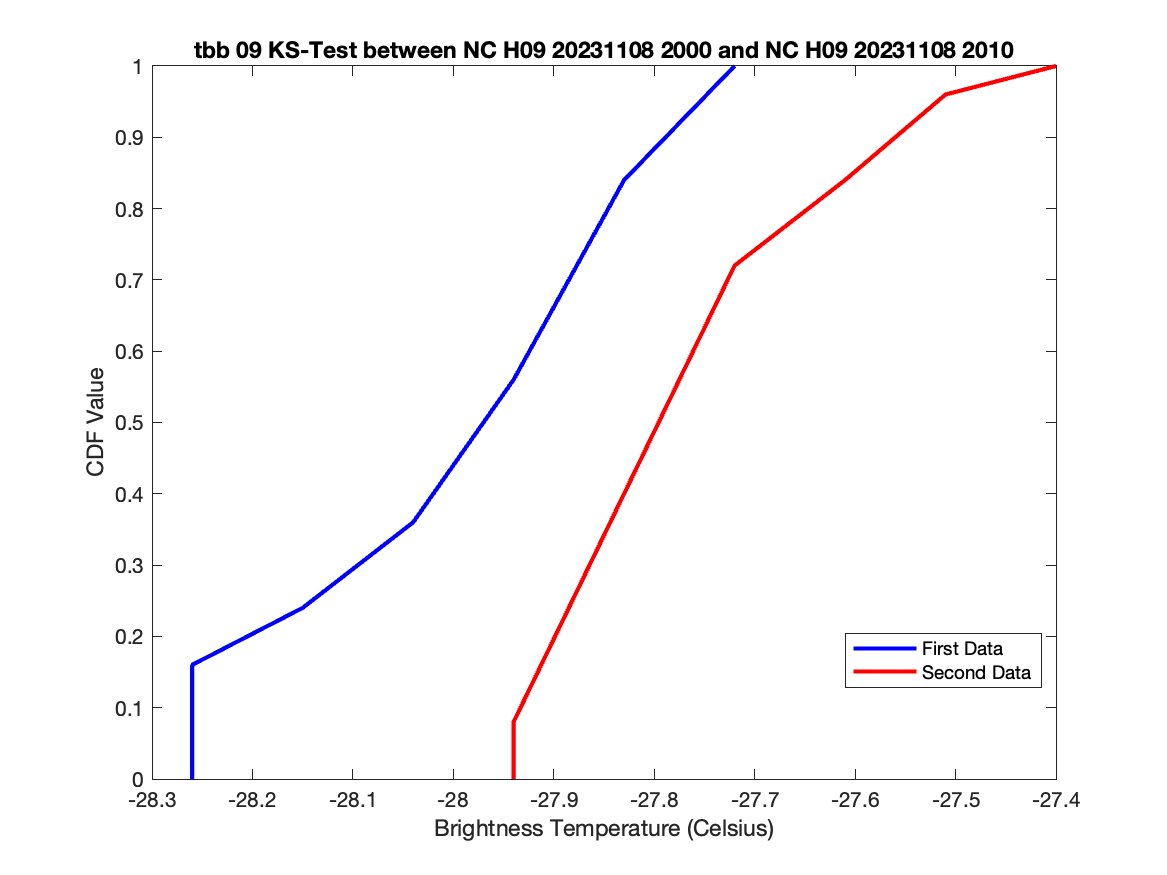 tbb 09 KS-Test between NC H09 20231108 2000 and NC H09 20231108 2010
1
0.9
0.8
0.7
0.6
0.5
0.4
0.3
0.2
0.1
0
CDF Value
First Data
Second Data
-28.3 -28.2 -28.1 -28 -27.9 -27.8 -27.7 -27.6 -27.5 -27.4
Brightness Temperature (Celsius)